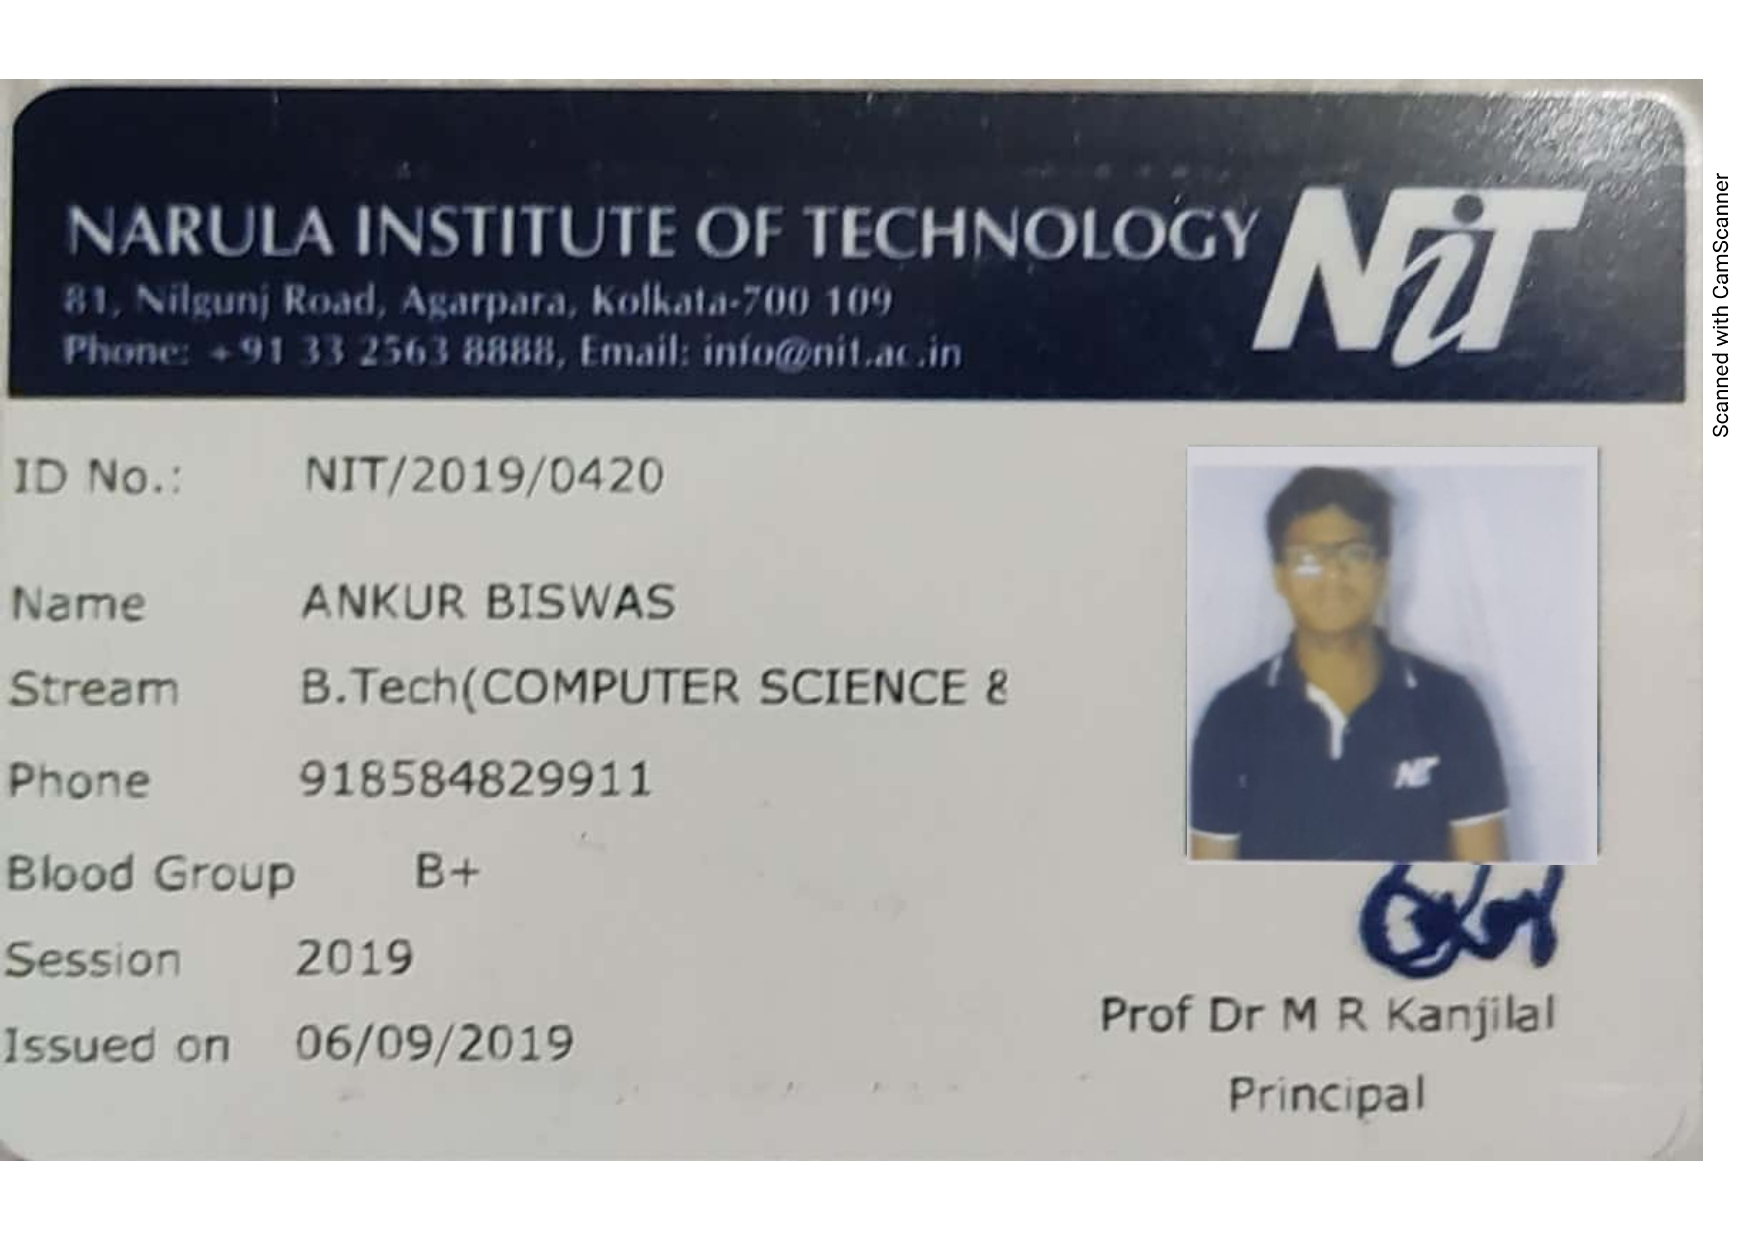 NARULA INSTITUTE OF TECHNOLOGY
NiT
81, Nilgunj Road, Agarpara, Kolkata-700 109
Phone: +91 33 2563 8888, Email: info@nit.ac.in
ID No.: NIT/2019/0420
Name ANKUR BISWAS
Stream B.Tech(COMPUTER SCIENCE &
Phone 918584829911
Blood Group B+
Session 2019
Issued on 06/09/2019
NiT
Prof Dr M R Kanjilal
Principal
Scanned with CamScanner